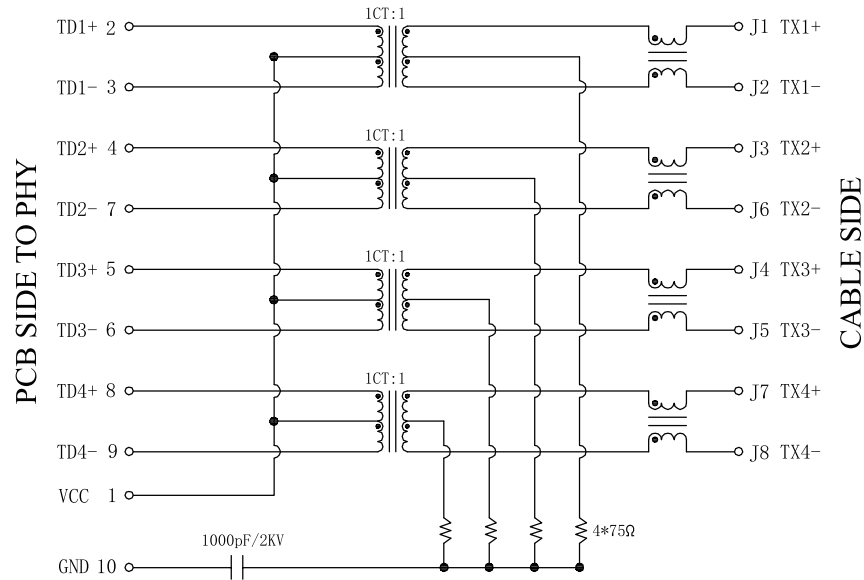 1CT:1
TD1+ 2
J1 TX1+
TD1- 3
J2 TX1-
1CT:1
TD2+ 4
J3 TX2+
TD2- 7
J6 TX2-
1CT:1
TD3+ 5
J4 TX3+
TD3- 6
J5 TX3-
1CT:1
TD4+ 8
J7 TX4+
TD4- 9
J8 TX4-
VCC 1
4*75Ω
1000pF/2KV
GND 10
PCB SIDE TO PHY
CABLE SIDE